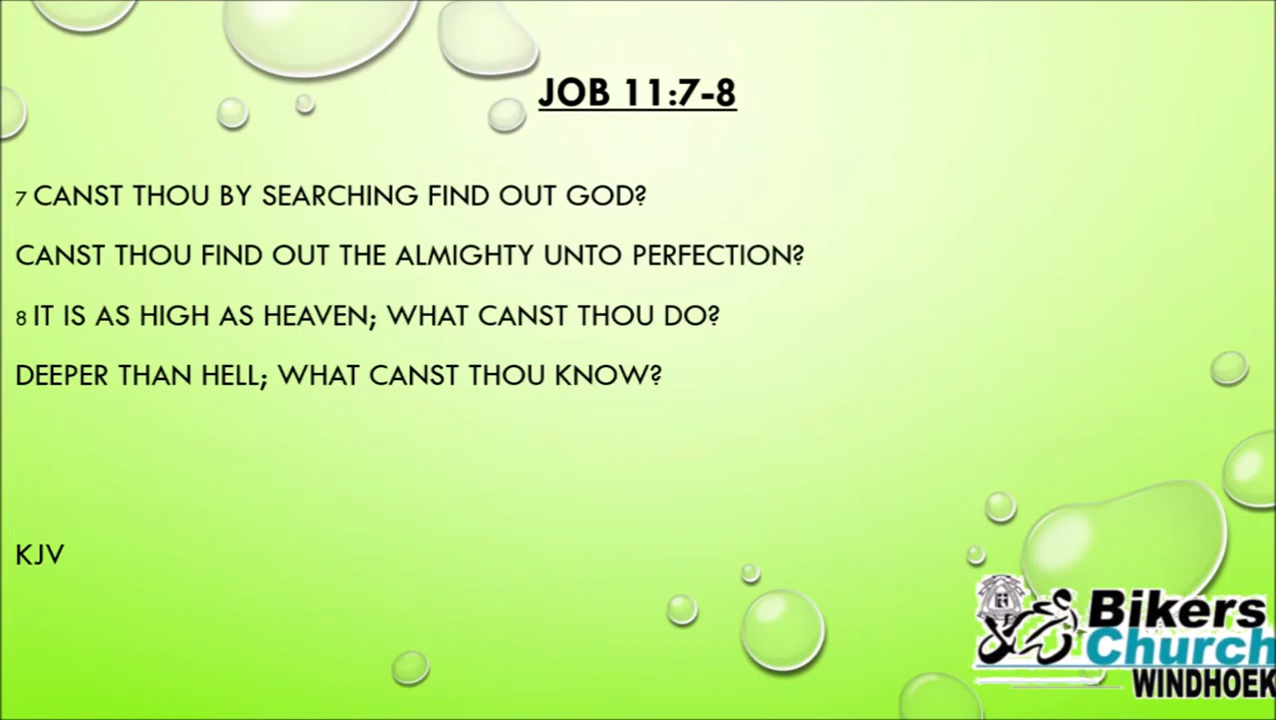 JOB 11:7-8
7 CANST THOU BY SEARCHING FIND OUT GOD?
CANST THOU FIND OUT THE ALMIGHTY UNTO PERFECTION?
8 IT IS AS HIGH AS HEAVEN; WHAT CANST THOU DO?
DEEPER THAN HELL; WHAT CANST THOU KNOW?
KJV
Bikers
Church
WINDHOEK